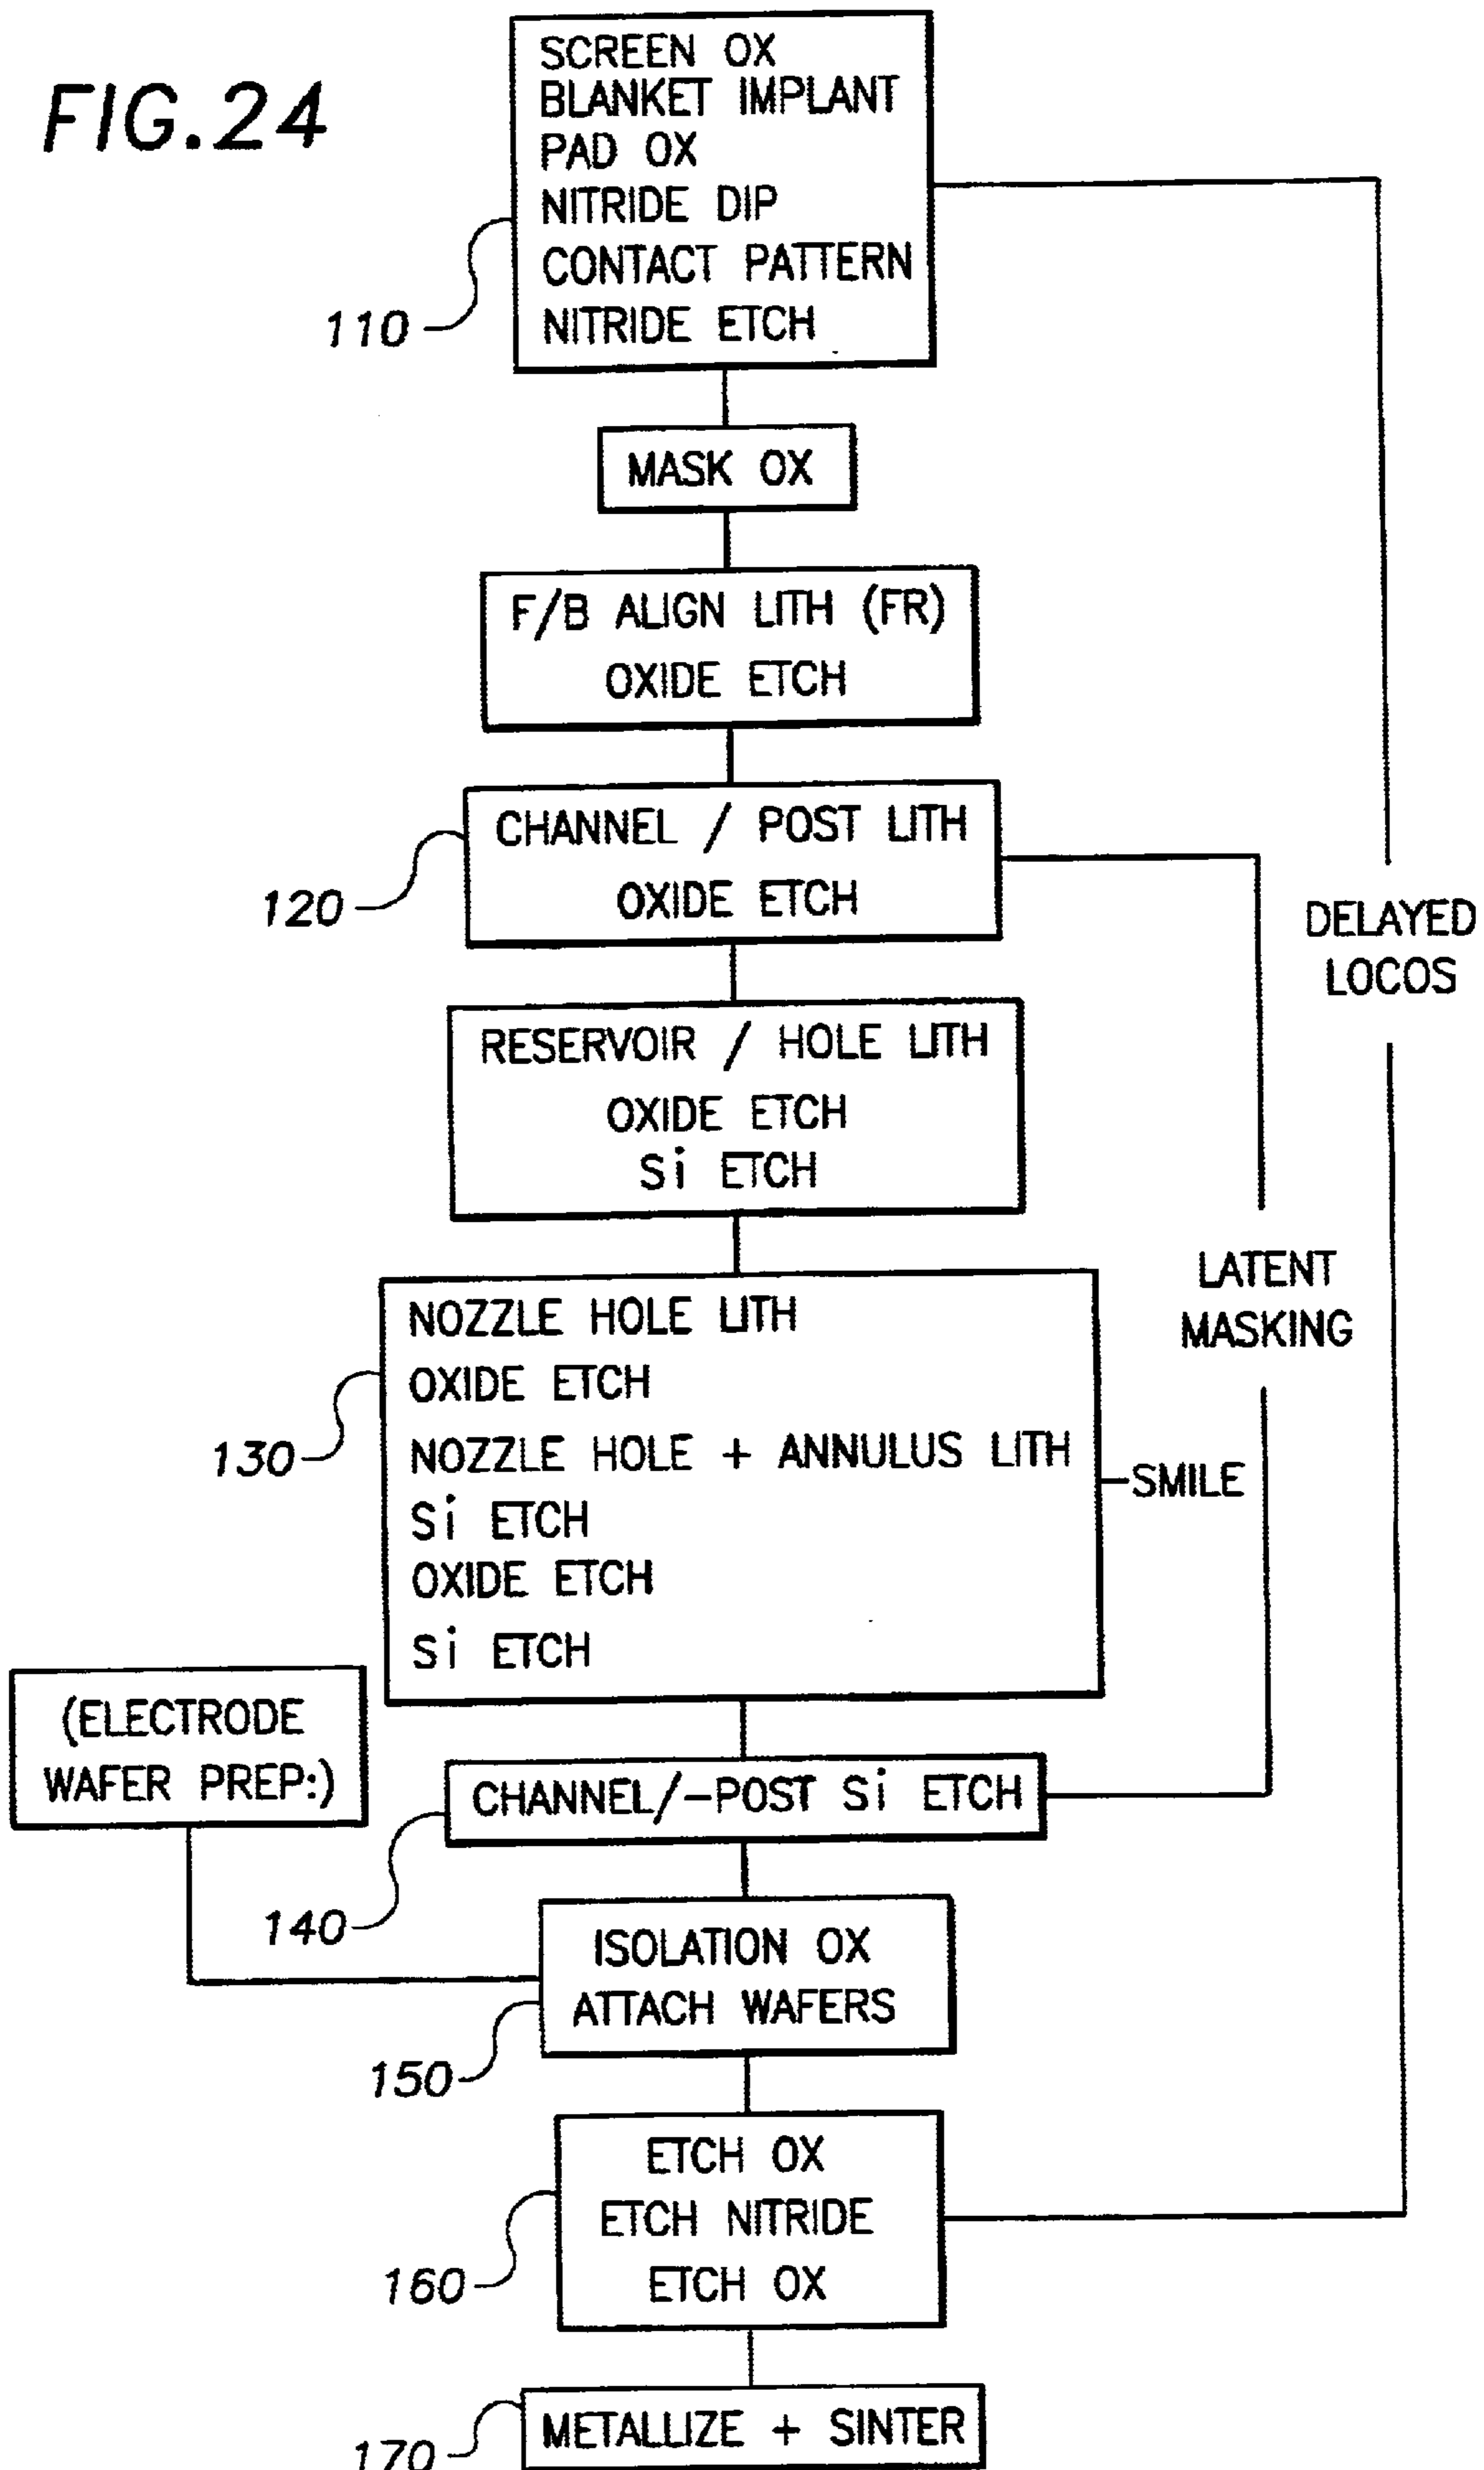 FIG.24
SCREEN OX
BLANKET IMPLANT
PAD OX
NITRIDE DIP
CONTACT PATTERN
NITRIDE ETCH
110
MASK OX
F/B ALIGN LITH (FR)
OXIDE ETCH
CHANNEL / POST LITH
OXIDE ETCH
120
DELAYED
LOCOS
RESERVOIR / HOLE LITH
OXIDE ETCH
Si ETCH
LATENT
MASKING
NOZZLE HOLE LITH
OXIDE ETCH
NOZZLE HOLE + ANNULUS LITH
Si ETCH
OXIDE ETCH
Si ETCH
130
SMILE
(ELECTRODE
WAFER PREP:)
CHANNEL/-POST Si ETCH
140
ISOLATION OX
ATTACH WAFERS
150
ETCH OX
ETCH NITRIDE
ETCH OX
160
METALLIZE + SINTER
170